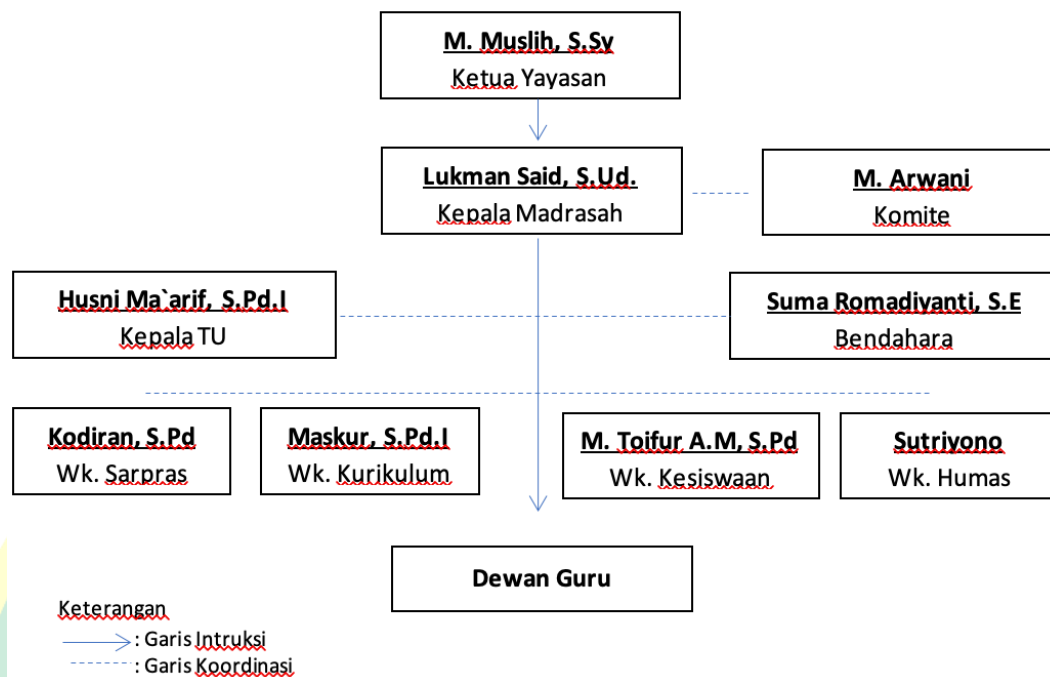 M. Muslih, S.Sy
Ketua Yayasan
Lukman Said, S.Ud.
Kepala Madrasah
M. Arwani
Komite
Husni Ma`arif, S.Pd.I
Kepala TU
Suma Romadiyanti, S.E
Bendahara
Kodiran, S.Pd
Wk. Sarpras
Maskur, S.Pd.I
Wk. Kurikulum
M. Toifur A.M, S.Pd
Wk. Kesiswaan
Sutriyono
Wk. Humas
Dewan Guru
Keterangan
: Garis Intruksi
: Garis Koordinasi